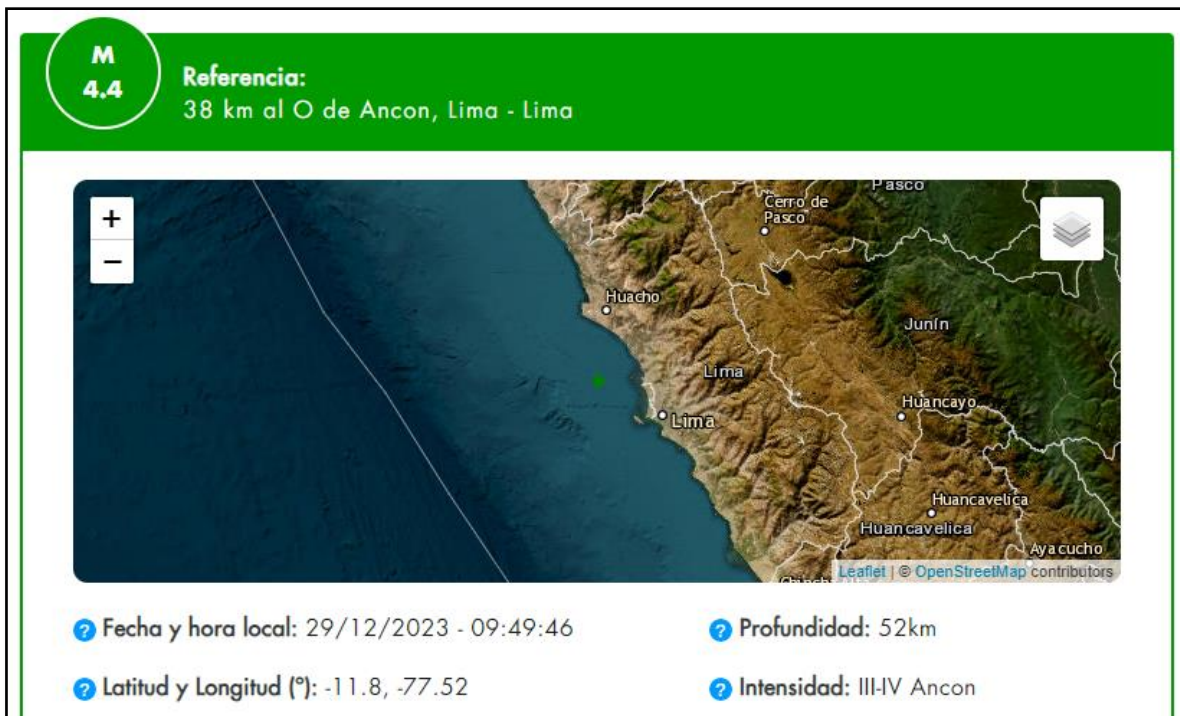 M
4.4
Referencia:
38 km al O de Ancon, Lima - Lima
+
−
Pasco
Cerro de
Pasco
Huacho
Junín
Lima
Huancayo
Lima
Huancavelica
Huancavelica
Ayacucho
Leaflet | © OpenStreetMap contributors
? Fecha y hora local: 29/12/2023 - 09:49:46
? Profundidad: 52km
? Latitud y Longitud (°): -11.8, -77.52
? Intensidad: III-IV Ancon